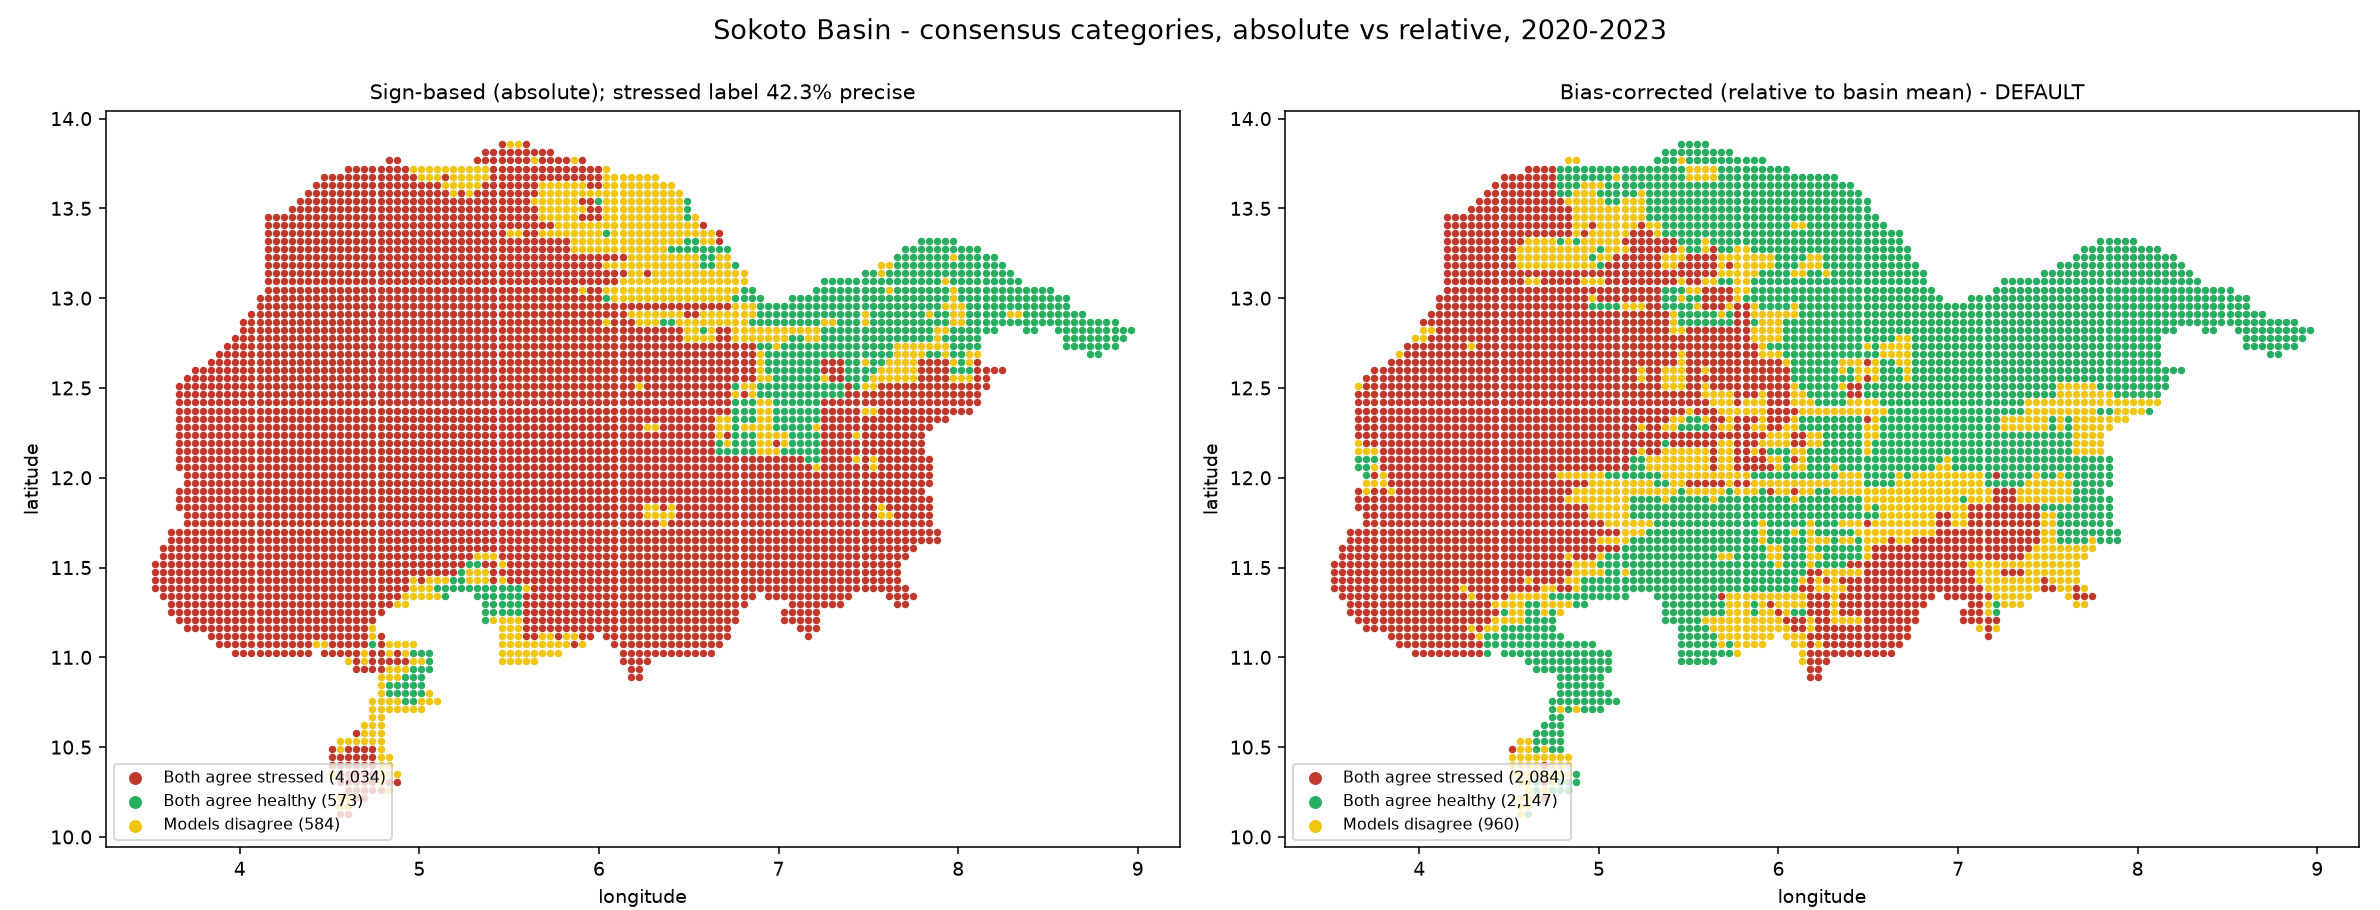 Sokoto Basin - consensus categories, absolute vs relative, 2020-2023
Sign-based (absolute); stressed label 42.3% precise
14.0
13.5
13.0
12.5
12.0
11.5
11.0
10.5
10.0
latitude
4
5
6
7
8
9
longitude
Both agree stressed (4,034)
Both agree healthy (573)
Models disagree (584)
Bias-corrected (relative to basin mean) - DEFAULT
14.0
13.5
13.0
12.5
12.0
11.5
11.0
10.5
10.0
latitude
4
5
6
7
8
9
longitude
Both agree stressed (2,084)
Both agree healthy (2,147)
Models disagree (960)